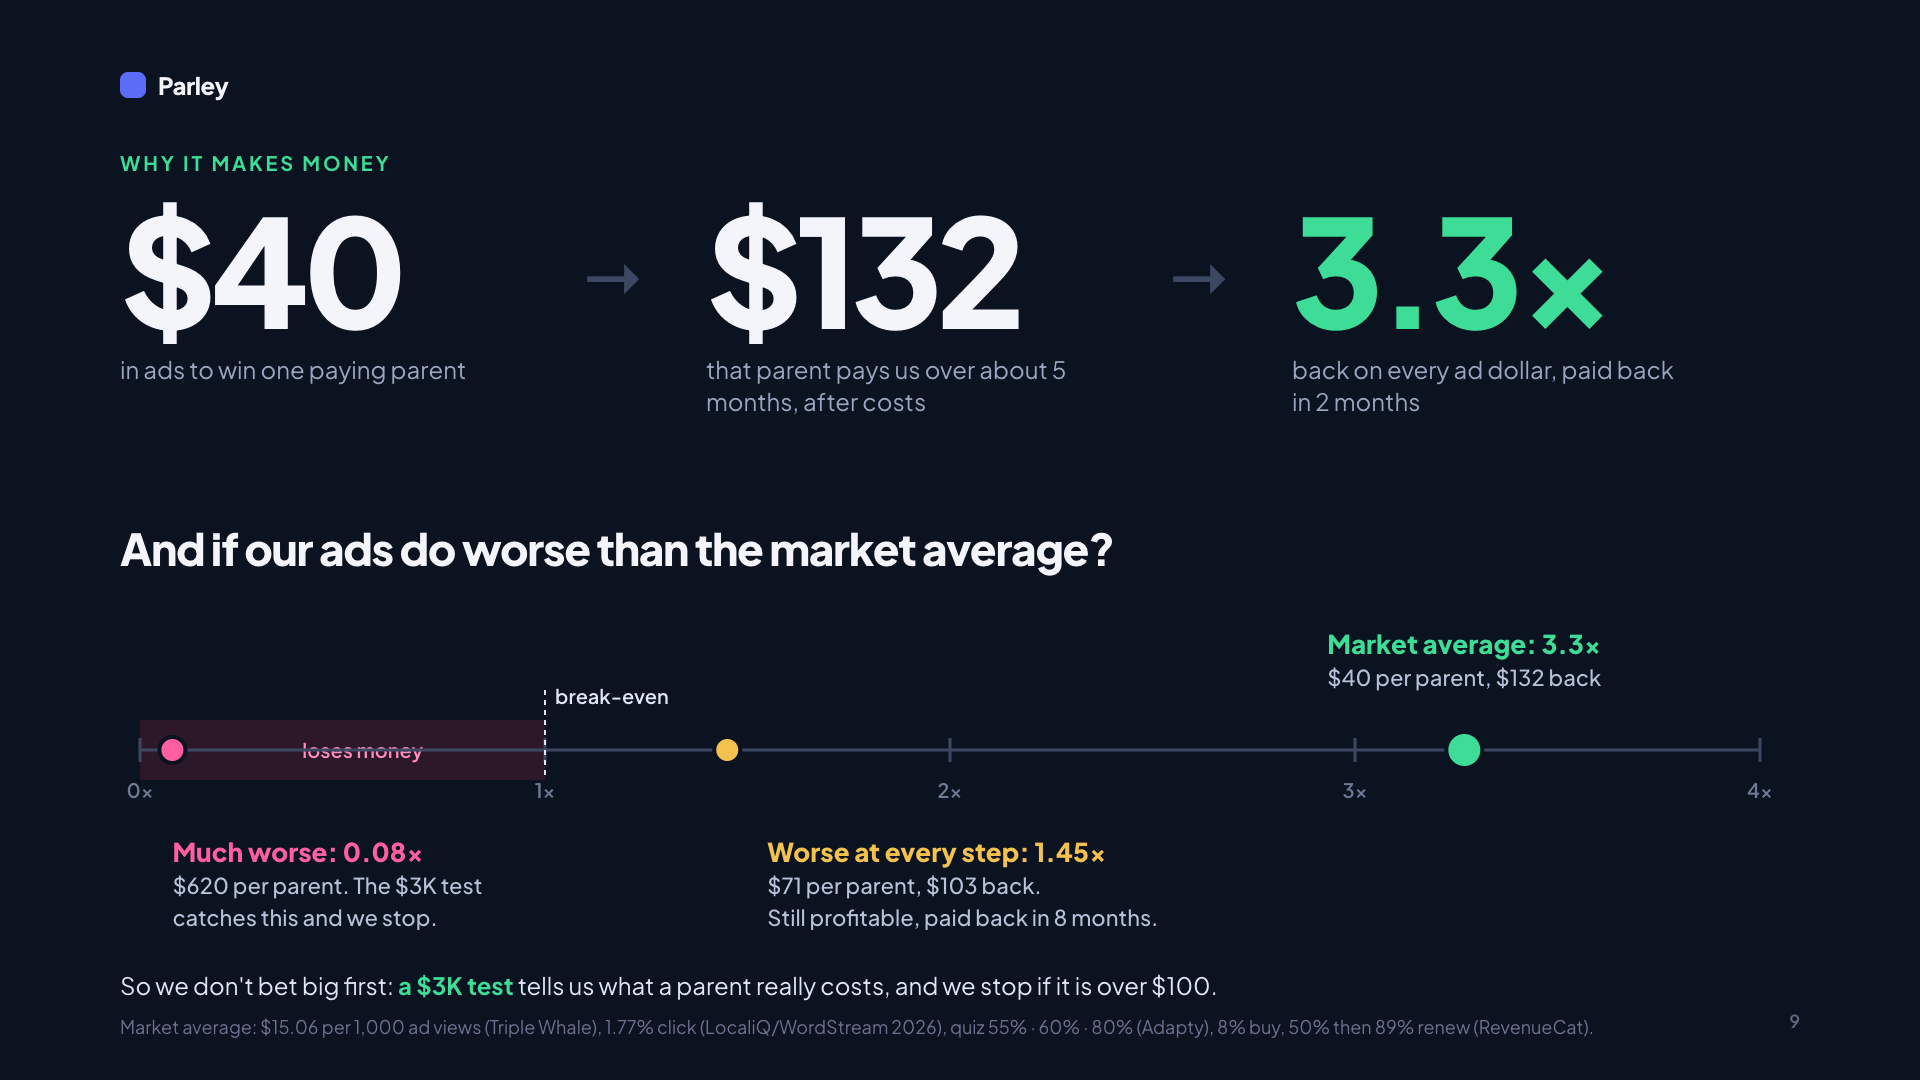 Parley
WHY IT MAKES MONEY
$40
in ads to win one paying parent
$132
that parent pays us over about 5
months, after costs
3.3×
back on every ad dollar, paid back
in 2 months
And if our ads do worse than the market average?
Market average: 3.3×
$40 per parent, $132 back
break-even
loses money
0×
1×
2×
3×
4×
Much worse: 0.08×
$620 per parent. The $3K test
catches this and we stop.
Worse at every step: 1.45×
$71 per parent, $103 back.
Still profitable, paid back in 8 months.
So we don't bet big first: a $3K test tells us what a parent really costs, and we stop if it is over $100.
Market average: $15.06 per 1,000 ad views (Triple Whale), 1.77% click (LocaliQ/WordStream 2026), quiz 55% · 60% · 80% (Adapty), 8% buy, 50% then 89% renew (RevenueCat).
9